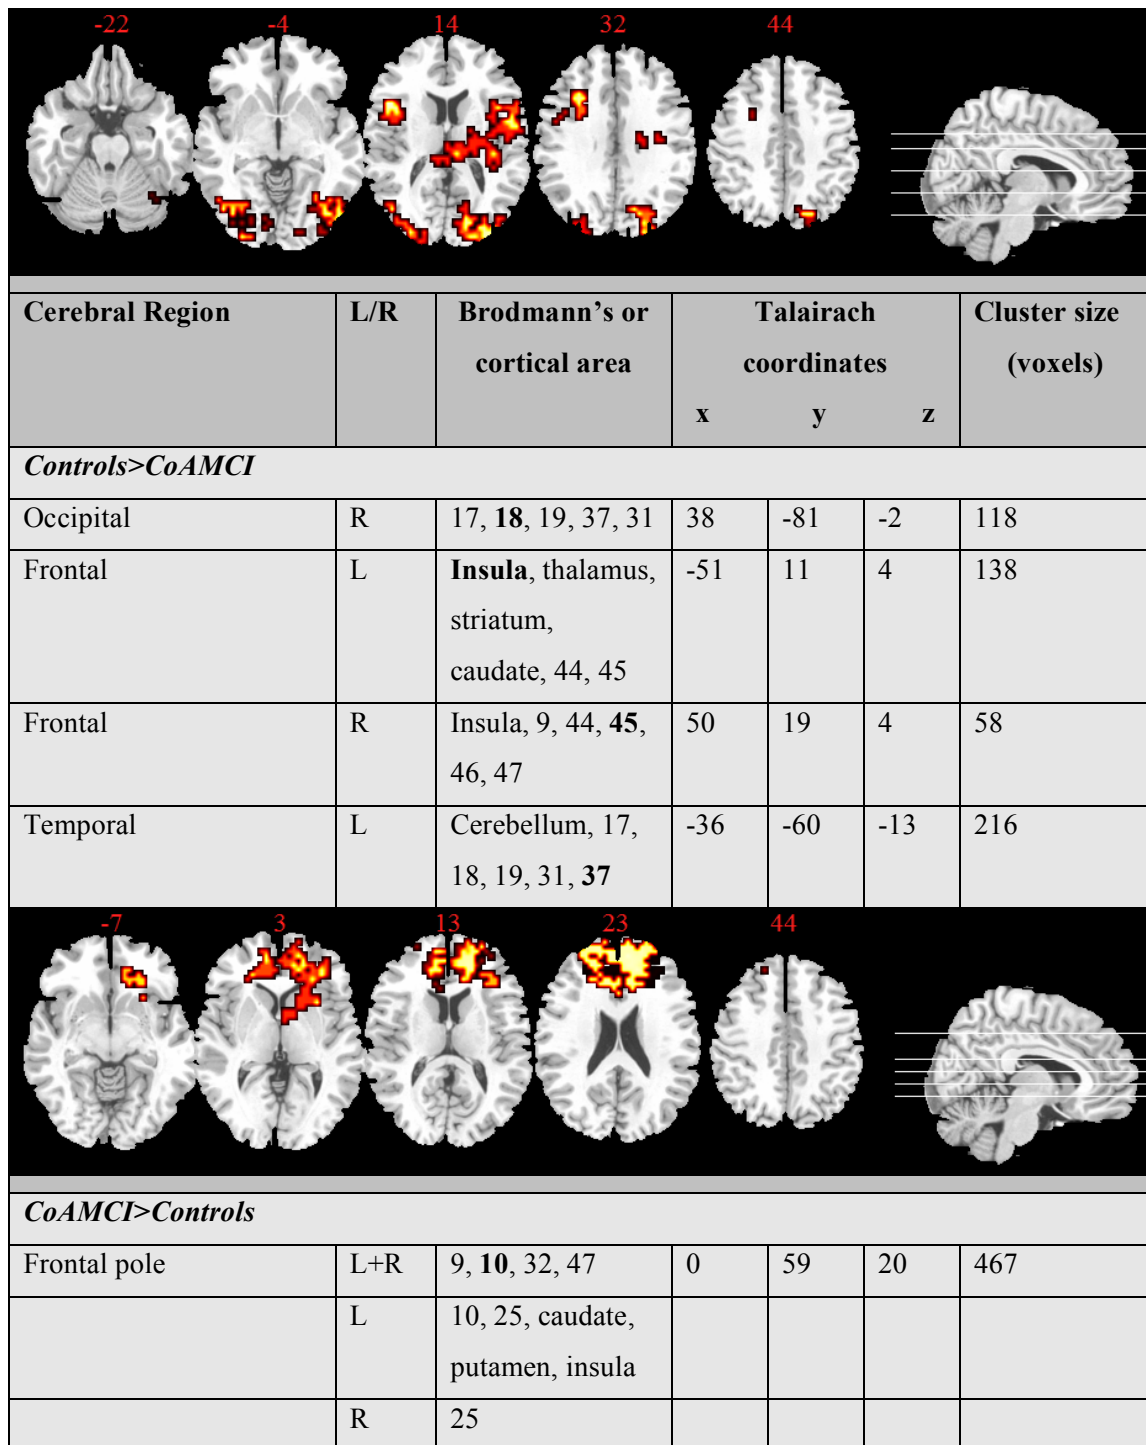 -22 -4 14 32 44
Cerebral Region L/R Brodmann's or Talairach Cluster size
cortical area coordinates (voxels)
x y z
Controls>CoAMCI
Occipital R 17, 18, 19, 37, 31 38 -81 -2 118
Frontal L Insula, thalamus, -51 11 4 138
striatum,
caudate, 44, 45
Frontal R Insula, 9, 44, 45, 50 19 4 58
46, 47
Temporal L Cerebellum, 17, -36 -60 -13 216
18, 19, 31, 37
-7 3 13 23 44
CoAMCI>Controls
Frontal pole L+R 9, 10, 32, 47 0 59 20 467
L 10, 25, caudate,
putamen, insula
R 25